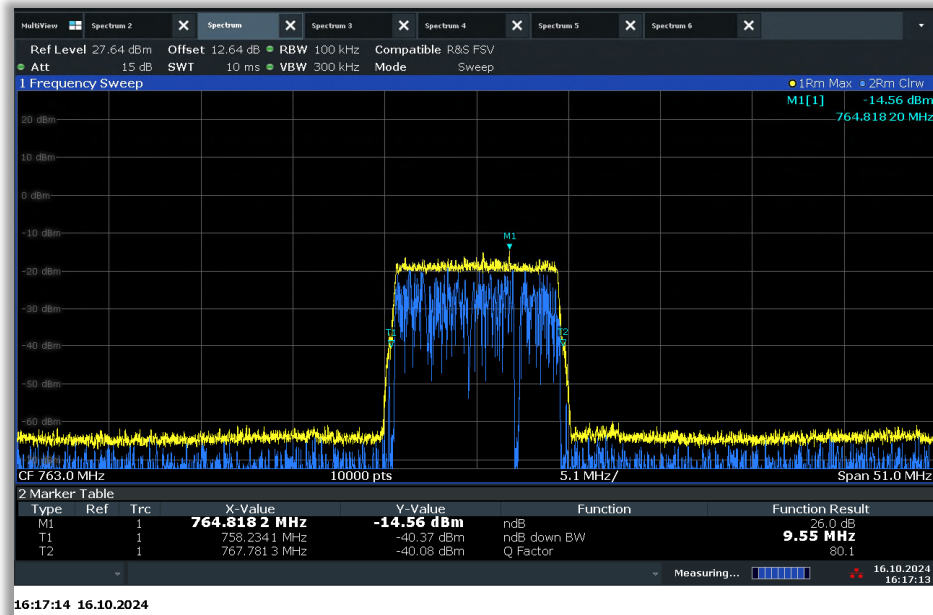 MultiView Spectrum 2 Spectrum Spectrum 3 Spectrum 4 Spectrum 5 Spectrum 6
Ref Level 27.64 dBm Offset 12.64 dB RBW 100 kHz Compatible R&S FSV
Att 15 dB SWT 10 ms VBW 300 kHz Mode Sweep
1 Frequency Sweep 1Rm Max 2Rm Clrw
M1[1] -14.56 dBm
764.818 20 MHz
20 dBm
10 dBm
0 dBm
-10 dBm
M1
-20 dBm
-30 dBm
T1 T2
-40 dBm
-50 dBm
-60 dBm
CF 763.0 MHz 10000 pts 5.1 MHz/ Span 51.0 MHz
2 Marker Table
Type Ref Trc X-Value Y-Value Function Function Result
M1 1 764.818 2 MHz -14.56 dBm ndB 26.0 dB
T1 1 758.234 1 MHz -40.37 dBm ndB down BW 9.55 MHz
T2 1 767.781 3 MHz -40.08 dBm Q Factor 80.1
Measuring... 16.10.2024
16:17:13
16:17:14 16.10.2024